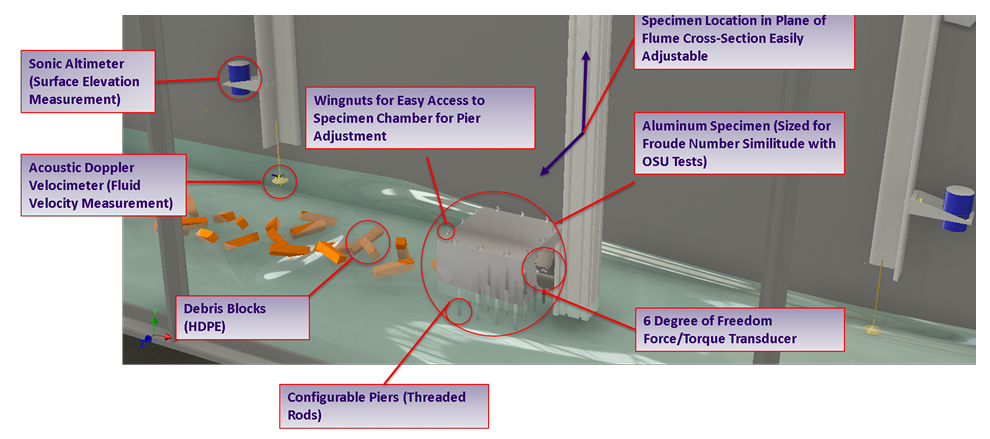 Specimen Location in Plane of
Flume Cross-Section Easily
Adjustable
Sonic Altimeter
(Surface Elevation
Measurement)
Wingnuts for Easy Access to
Specimen Chamber for Pier
Adjustment
Aluminum Specimen (Sized for
Froude Number Similitude with
OSU Tests)
Acoustic Doppler
Velocimeter (Fluid
Velocity Measurement)
Debris Blocks
(HDPE)
6 Degree of Freedom
Force/Torque Transducer
Configurable Piers (Threaded
Rods)